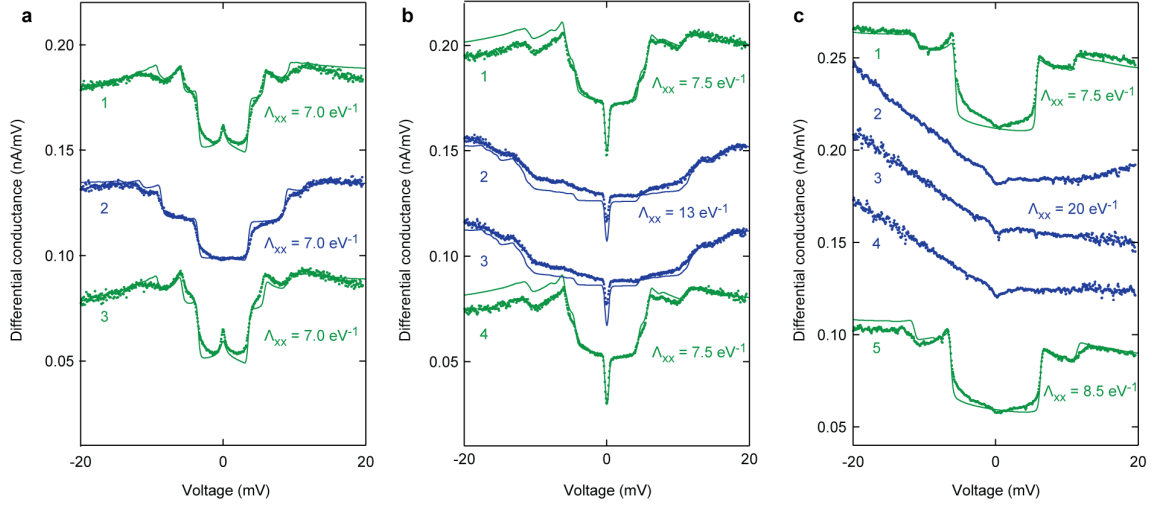 a
Differential conductance (nA/mV)
0.20
0.15
0.10
0.05
1
Λxx = 7.0 eV-1
2
Λxx = 7.0 eV-1
3
Λxx = 7.0 eV-1
-20
0
20
Voltage (mV)
b
Differential conductance (nA/mV)
0.20
0.15
0.10
0.05
1
Λxx = 7.5 eV-1
2
Λxx = 13 eV-1
3
4
Λxx = 7.5 eV-1
-20
0
20
Voltage (mV)
c
Differential conductance (nA/mV)
0.25
0.20
0.15
0.10
0.05
1
Λxx = 7.5 eV-1
2
3
Λxx = 20 eV-1
4
5
Λxx = 8.5 eV-1
-20
0
20
Voltage (mV)